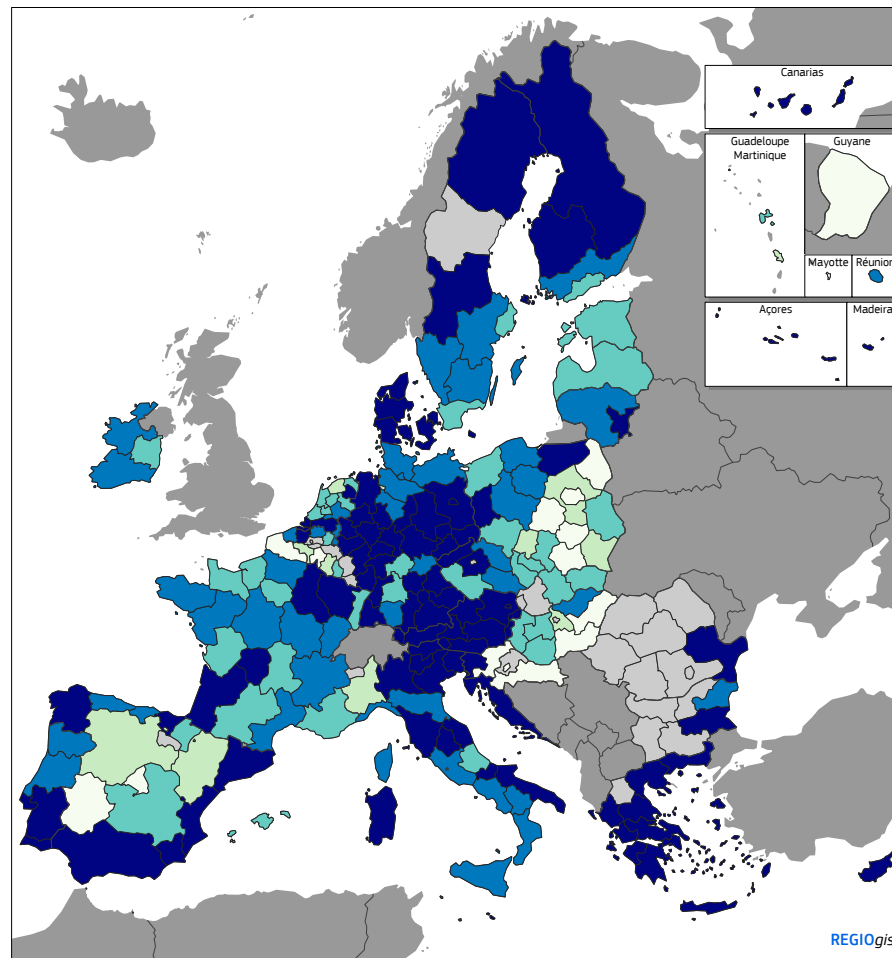 Canarias
Guadeloupe
Martinique
Guyane
Mayotte
Réunion
Açores
Madeira
REGIOgis